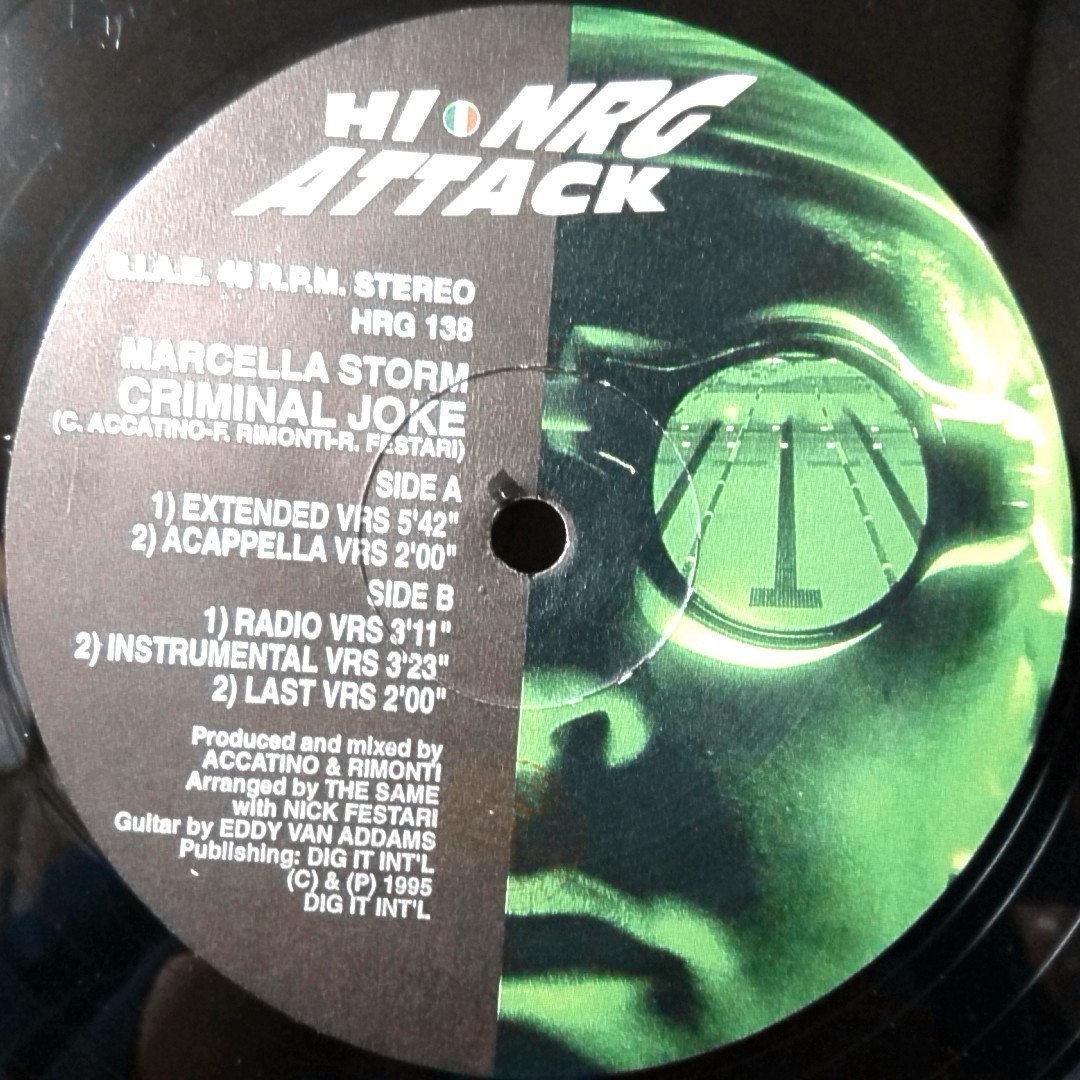 HI NRG
ATTACK
S.I.A.E. 45 R.P.M. STEREO
HRG 138
MARCELLA STORM
CRIMINAL JOKE
(C. ACCATINO-F. RIMONTI-R. FESTARI)
SIDE A
1) EXTENDED VRS 5'42"
2) ACAPPELLA VRS 2'00"
SIDE B
1) RADIO VRS 3'11"
2) INSTRUMENTAL VRS 3'23"
2) LAST VRS 2'00"
Produced and mixed by
ACCATINO & RIMONTI
Arranged by THE SAME
with NICK FESTARI
Guitar by EDDY VAN ADDAMS
Publishing: DIG IT INT'L
(C) & (P) 1995
DIG IT INT'L